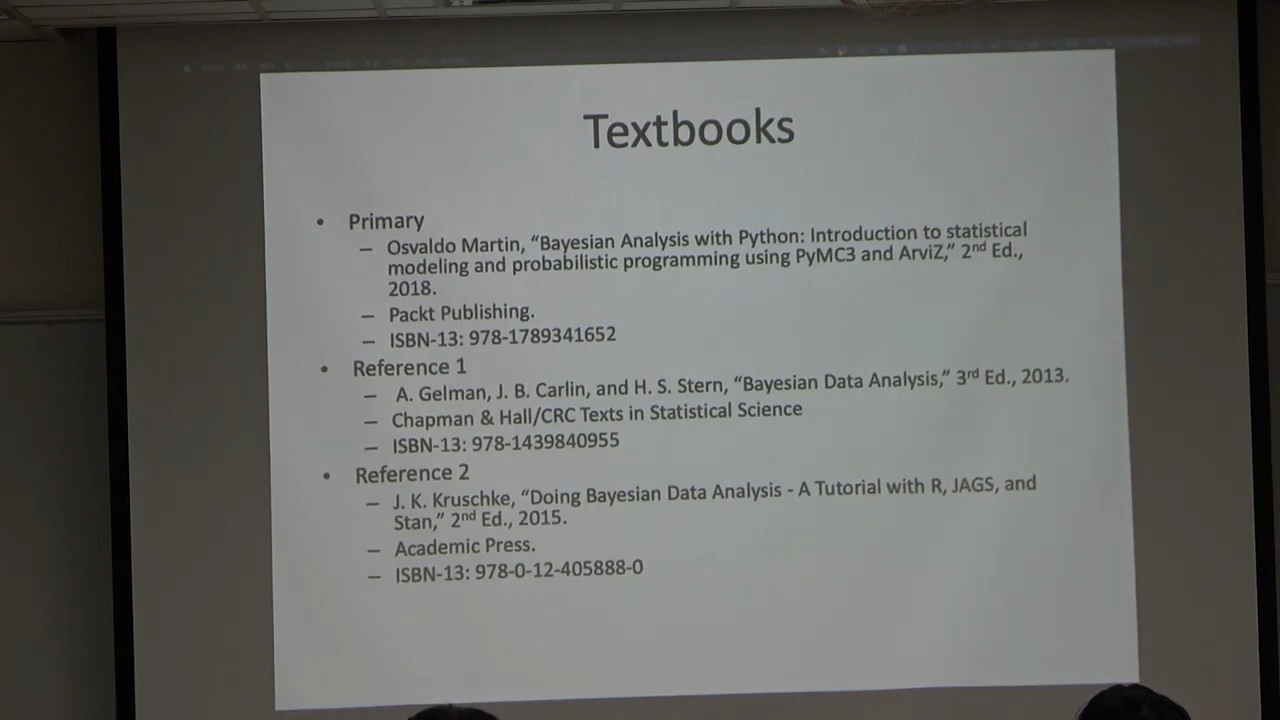 Textbooks
• Primary
– Osvaldo Martin, “Bayesian Analysis with Python: Introduction to statistical
modeling and probabilistic programming using PyMC3 and ArviZ,” 2nd Ed.,
2018.
– Packt Publishing.
– ISBN-13: 978-1789341652
• Reference 1
– A. Gelman, J. B. Carlin, and H. S. Stern, “Bayesian Data Analysis,” 3rd Ed., 2013.
– Chapman & Hall/CRC Texts in Statistical Science
– ISBN-13: 978-1439840955
• Reference 2
– J. K. Kruschke, “Doing Bayesian Data Analysis - A Tutorial with R, JAGS, and
Stan,” 2nd Ed., 2015.
– Academic Press.
– ISBN-13: 978-0-12-405888-0